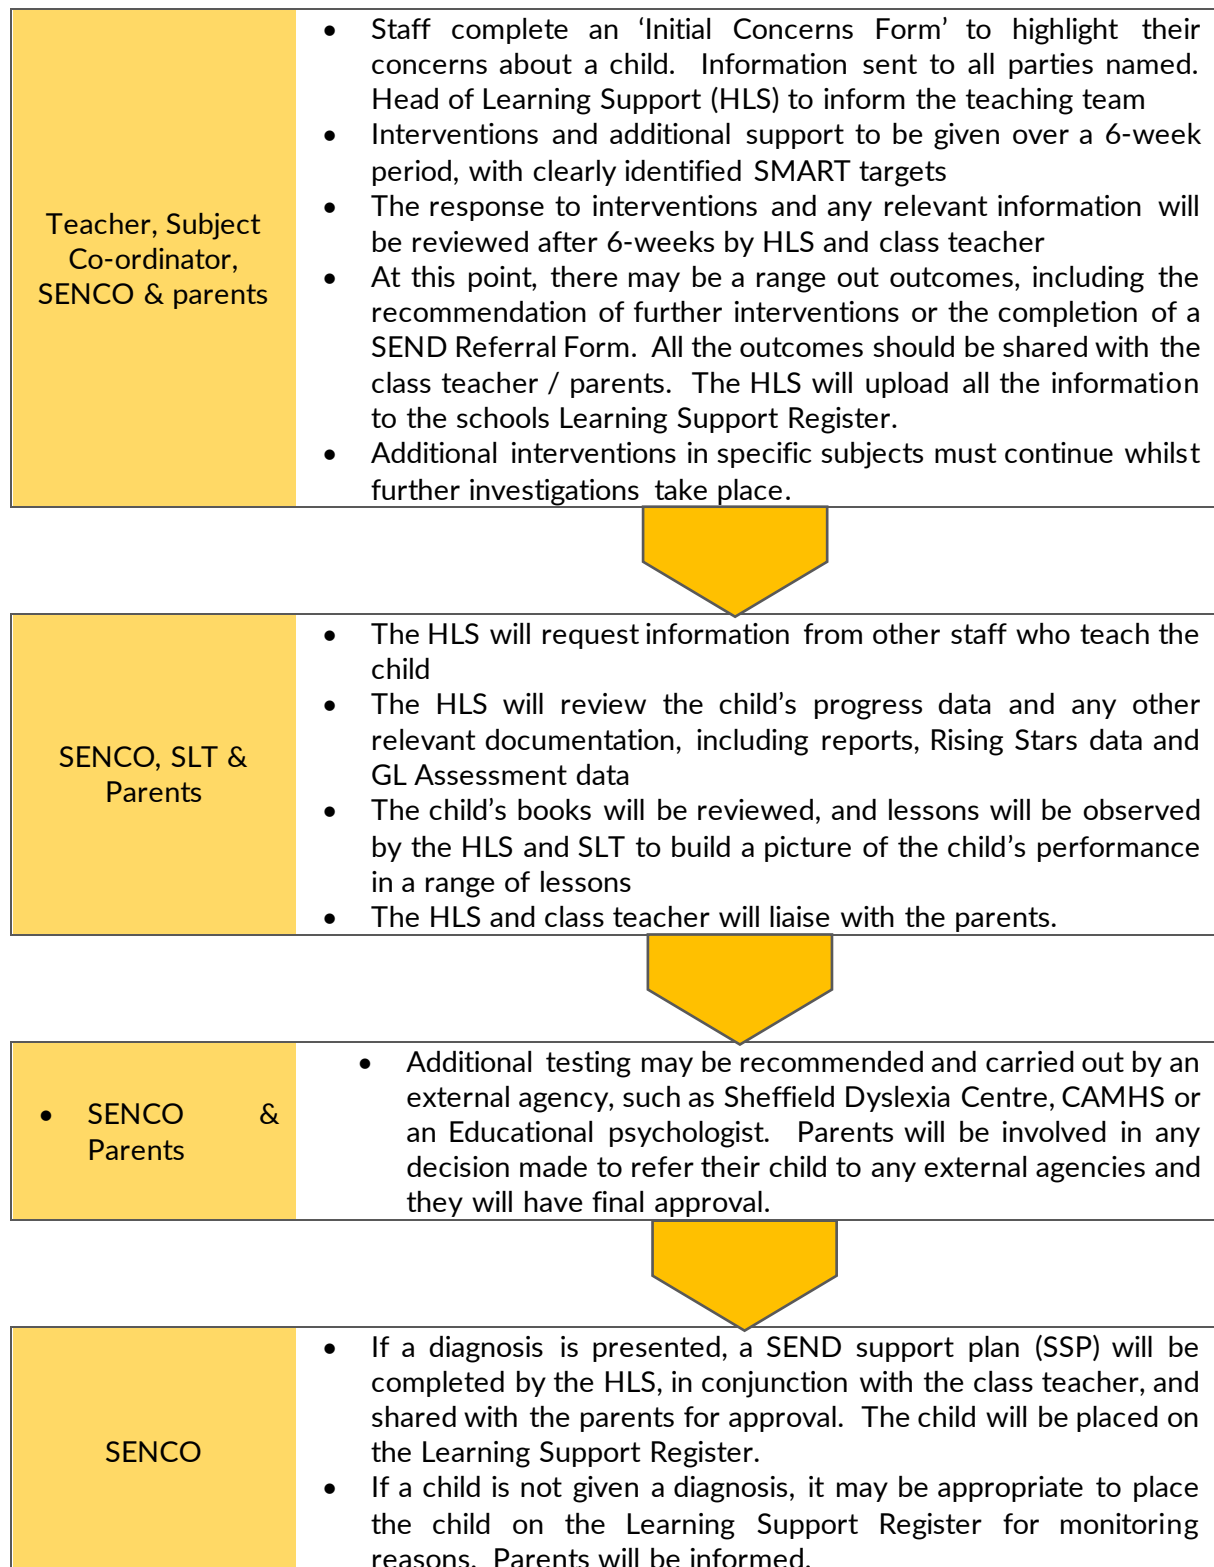 Teacher, Subject
Co-ordinator,
SENCO & parents
• Staff complete an ‘Initial Concerns Form’ to highlight their
concerns about a child. Information sent to all parties named.
Head of Learning Support (HLS) to inform the teaching team
• Interventions and additional support to be given over a 6-week
period, with clearly identified SMART targets
• The response to interventions and any relevant information will
be reviewed after 6-weeks by HLS and class teacher
• At this point, there may be a range out outcomes, including the
recommendation of further interventions or the completion of a
SEND Referral Form. All the outcomes should be shared with the
class teacher / parents. The HLS will upload all the information
to the schools Learning Support Register.
• Additional interventions in specific subjects must continue whilst
further investigations take place.
SENCO, SLT &
Parents
• The HLS will request information from other staff who teach the
child
• The HLS will review the child’s progress data and any other
relevant documentation, including reports, Rising Stars data and
GL Assessment data
• The child’s books will be reviewed, and lessons will be observed
by the HLS and SLT to build a picture of the child’s performance
in a range of lessons
• The HLS and class teacher will liaise with the parents.
• SENCO &
Parents
• Additional testing may be recommended and carried out by an
external agency, such as Sheffield Dyslexia Centre, CAMHS or
an Educational psychologist. Parents will be involved in any
decision made to refer their child to any external agencies and
they will have final approval.
SENCO
• If a diagnosis is presented, a SEND support plan (SSP) will be
completed by the HLS, in conjunction with the class teacher, and
shared with the parents for approval. The child will be placed on
the Learning Support Register.
• If a child is not given a diagnosis, it may be appropriate to place
the child on the Learning Support Register for monitoring
reasons. Parents will be informed.